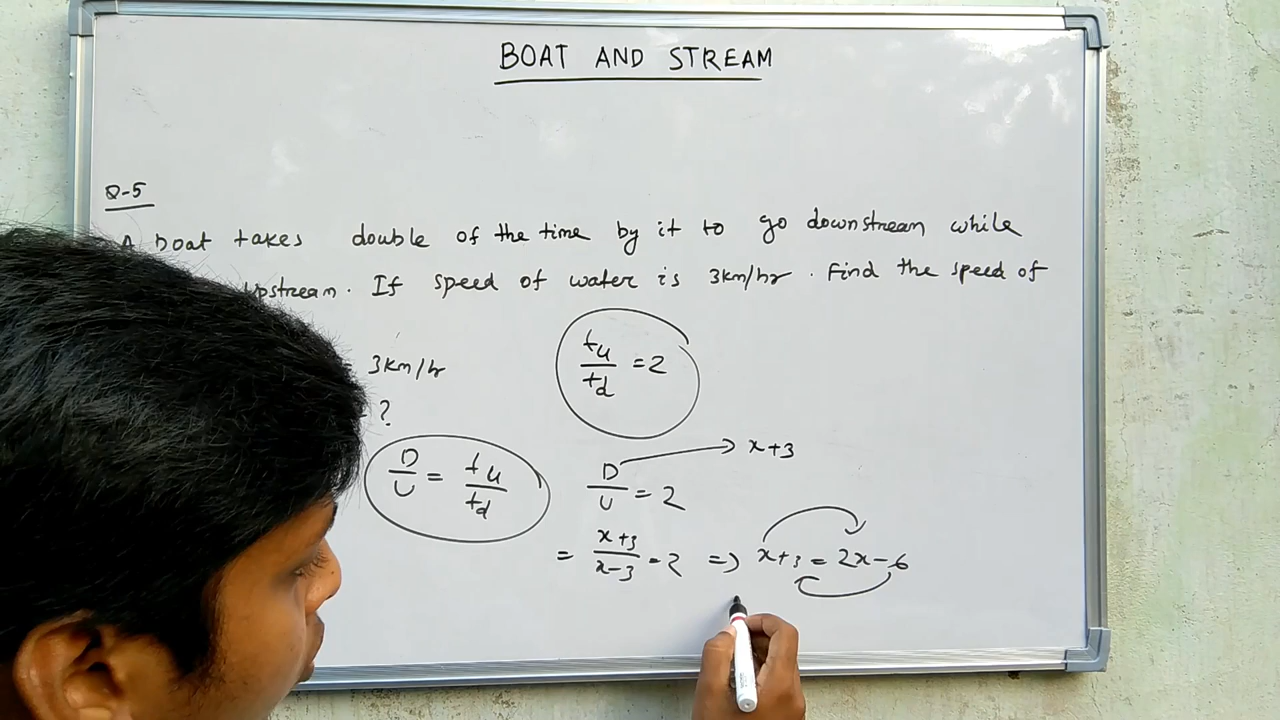 BOAT AND STREAM
Q-5
A boat takes double of the time by it to go downstream while
upstream. If speed of water is 3km/hr. Find the speed of
3km/hr
?
tu/td = 2
D/U = tu/td
D/U = 2 → x+3
= x+3/x-3 = 2 => x+3 = 2x-6